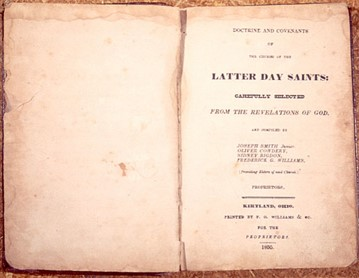 DOCTRINE AND COVENANTS
OF
THE CHURCH OF THE
LATTER DAY SAINTS:
CAREFULLY SELECTED
FROM THE REVELATIONS OF GOD,
AND COMPILED BY
JOSEPH SMITH Junior.
OLIVER COWDERY,
SIDNEY RIGDON,
FREDERICK G. WILLIAMS,
[Presiding Elders of said Church.]
PROPRIETORS.
KIRTLAND, OHIO.
PRINTED BY F. G. WILLIAMS & CO.
FOR THE
PROPRIETORS.
1835.